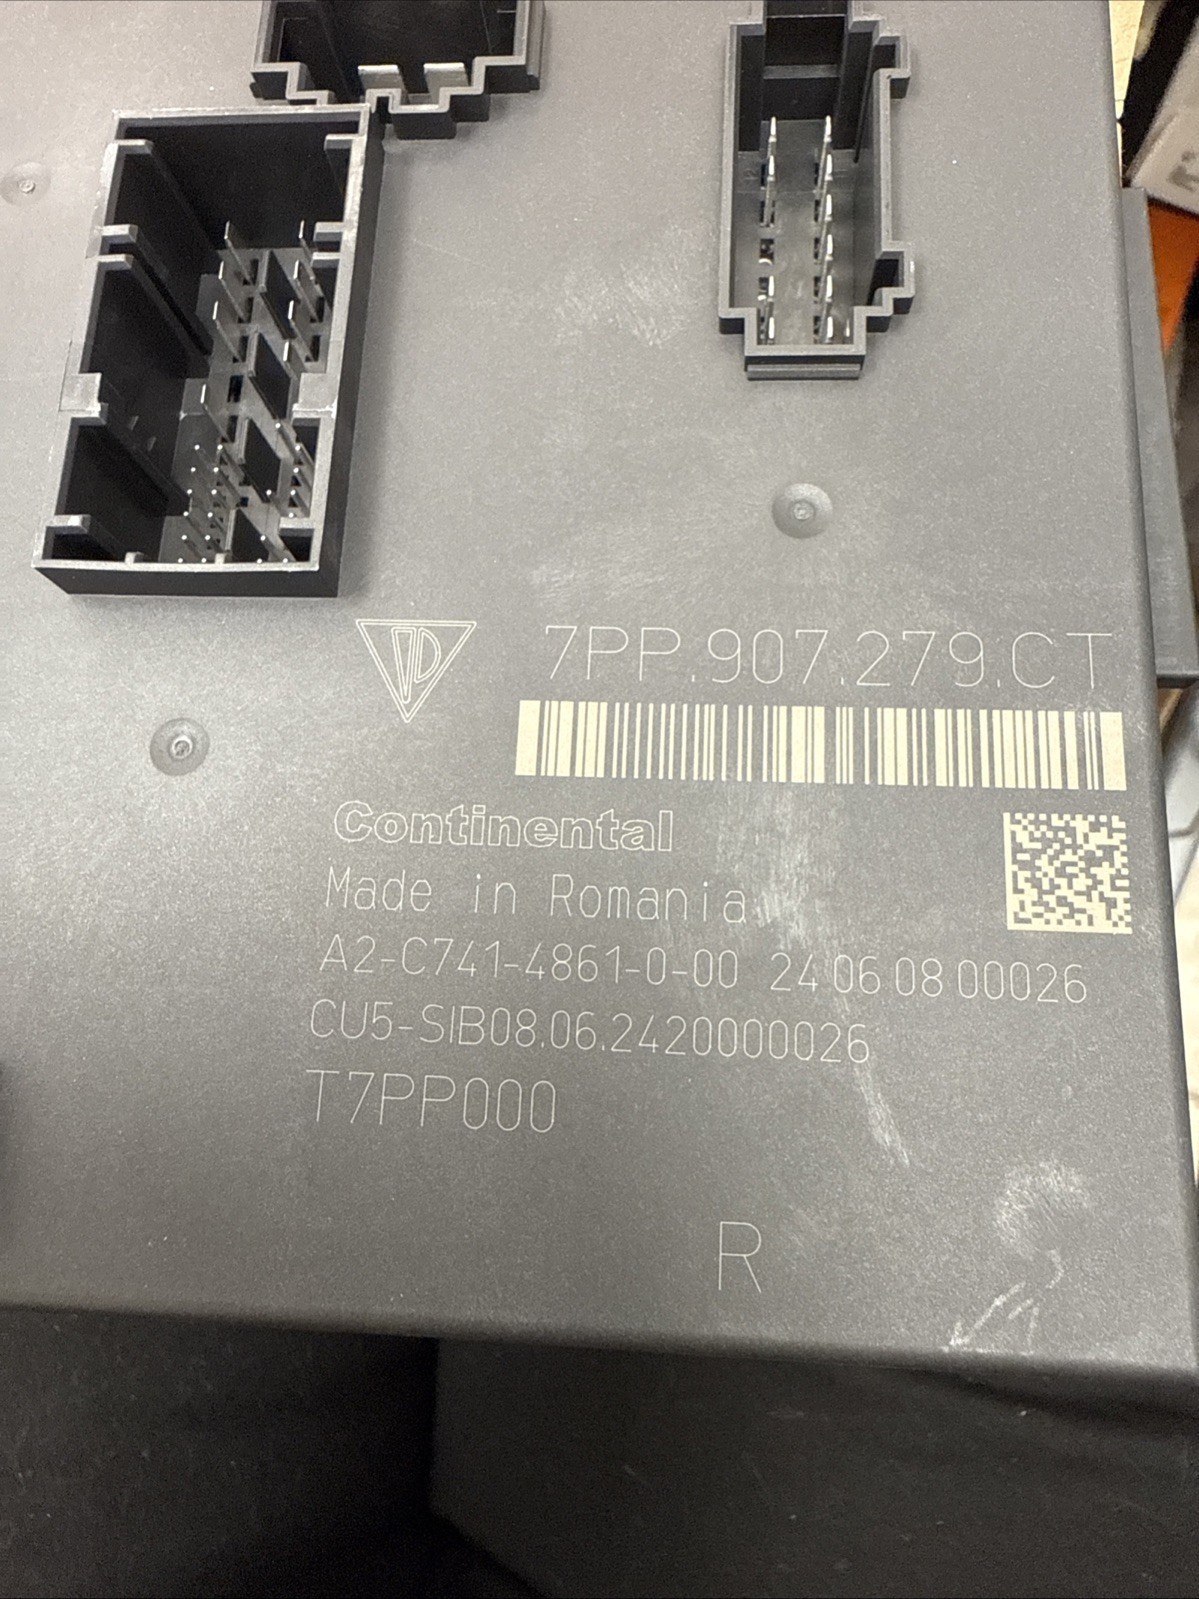 7PP.907.279.CT
Continental
Made in Romania
A2-C741-4861-0-00 24 06 08 00026
CU5-SIB08.06.2420000026
T7PP000
R